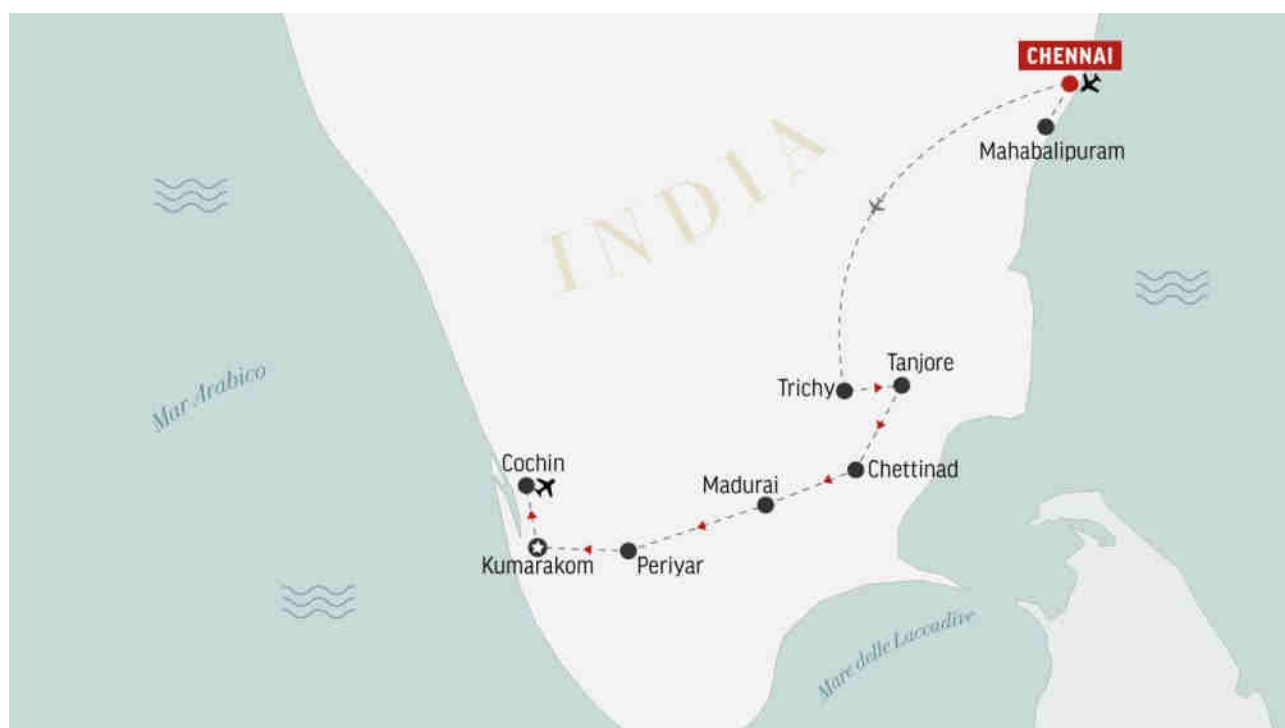 CHENNAI
Mahabalipuram
INDIA
Tanjore
Trichy
Mar Arabico
Cochin
Chettinad
Madurai
Kumarakom
Periyar
Mare delle Laccadive